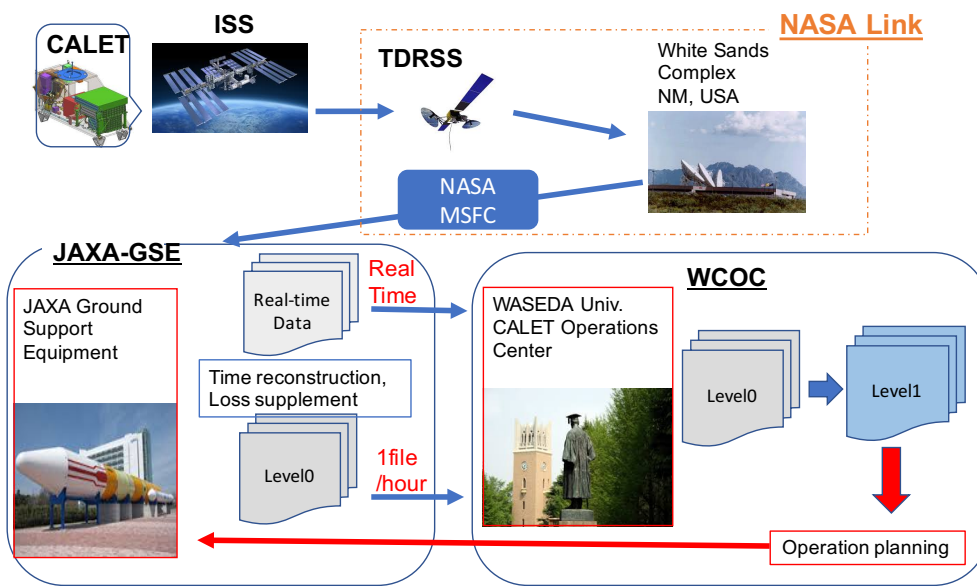 CALET
ISS
NASA Link
TDRSS
White Sands
Complex
NM, USA
NASA
MSFC
JAXA-GSE
JAXA Ground
Support
Equipment
Real-time
Data
Real
Time
Time reconstruction,
Loss supplement
Level0
1file
/hour
WCOC
WASEDA Univ.
CALET Operations
Center
Level0
Level1
Operation planning